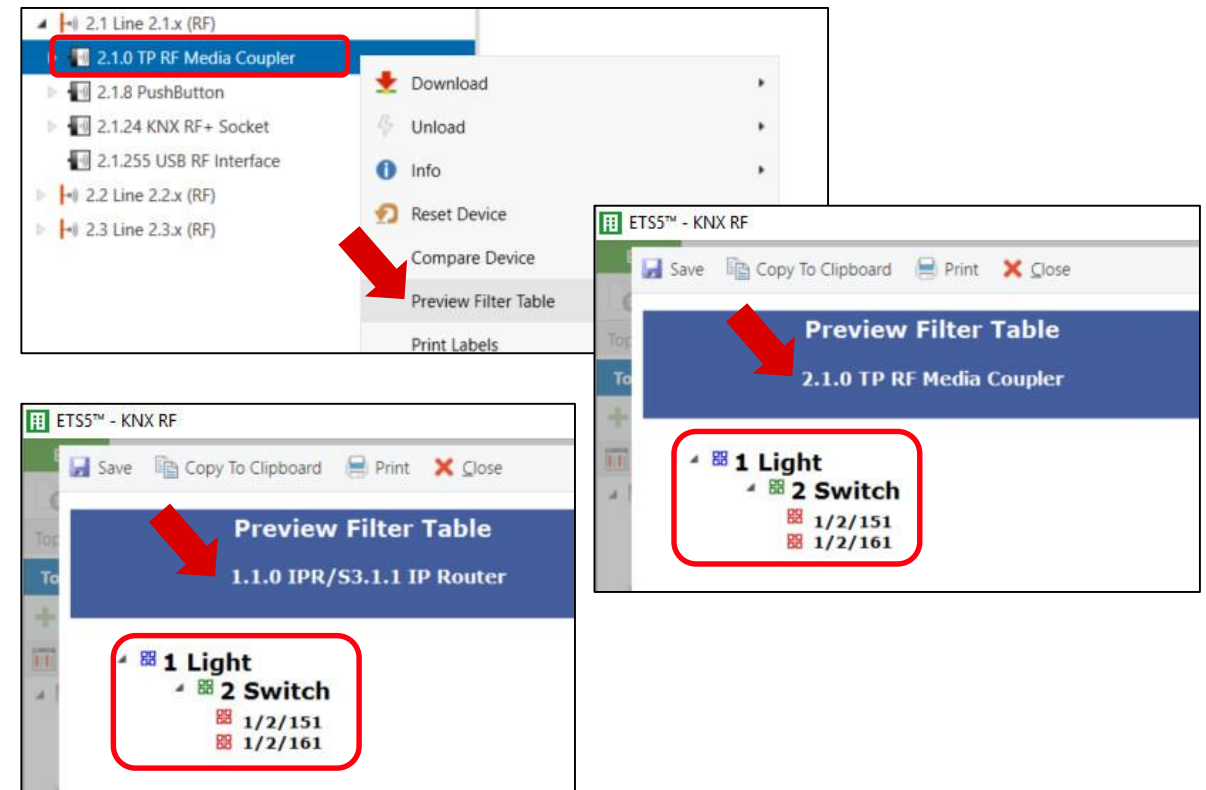 2.1 Line 2.1.x (RF)
2.1.0 TP RF Media Coupler
2.1.8 PushButton
2.1.24 KNX RF+ Socket
2.1.255 USB RF Interface
2.2 Line 2.2.x (RF)
2.3 Line 2.3.x (RF)
Download
Unload
Info
Reset Device
Compare Device
Preview Filter Table
Print Labels
ETS5™ - KNX RF
Save Copy To Clipboard Print Close
Preview Filter Table
2.1.0 TP RF Media Coupler
1 Light
2 Switch
1/2/151
1/2/161
ETS5™ - KNX RF
Save Copy To Clipboard Print Close
Preview Filter Table
1.1.0 IPR/S3.1.1 IP Router
1 Light
2 Switch
1/2/151
1/2/161